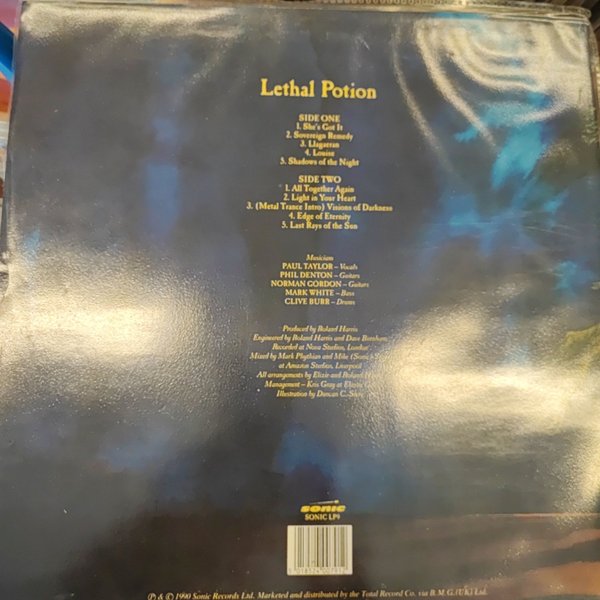 Lethal Potion
SIDE ONE
1. She's Got It
2. Sovereign Remedy
3. Llagaeran
4. Louise
5. Shadows of the Night
SIDE TWO
1. All Together Again
2. Light in Your Heart
3. (Metal Trance Intro) Visions of Darkness
4. Edge of Eternity
5. Last Rays of the Sun
Musicians
PAUL TAYLOR – Vocals
PHIL DENTON – Guitars
NORMAN GORDON – Guitars
MARK WHITE – Bass
CLIVE BURR – Drums
Produced by Roland Harris
Engineered by Roland Harris and Dave
Recorded at Nova Studios, London
Mixed by Mark Phythian and Mike (Sonic)
at Amazon Studios, Liverpool
All arrangements by Elixir and Roland
Management – Kris Gray at
Illustration by Duncan C.
sonic
SONIC LP9
℗ & © 1990 Sonic Records Ltd. Marketed and distributed by the Total Record Co. via B.M.G. (UK) Ltd.